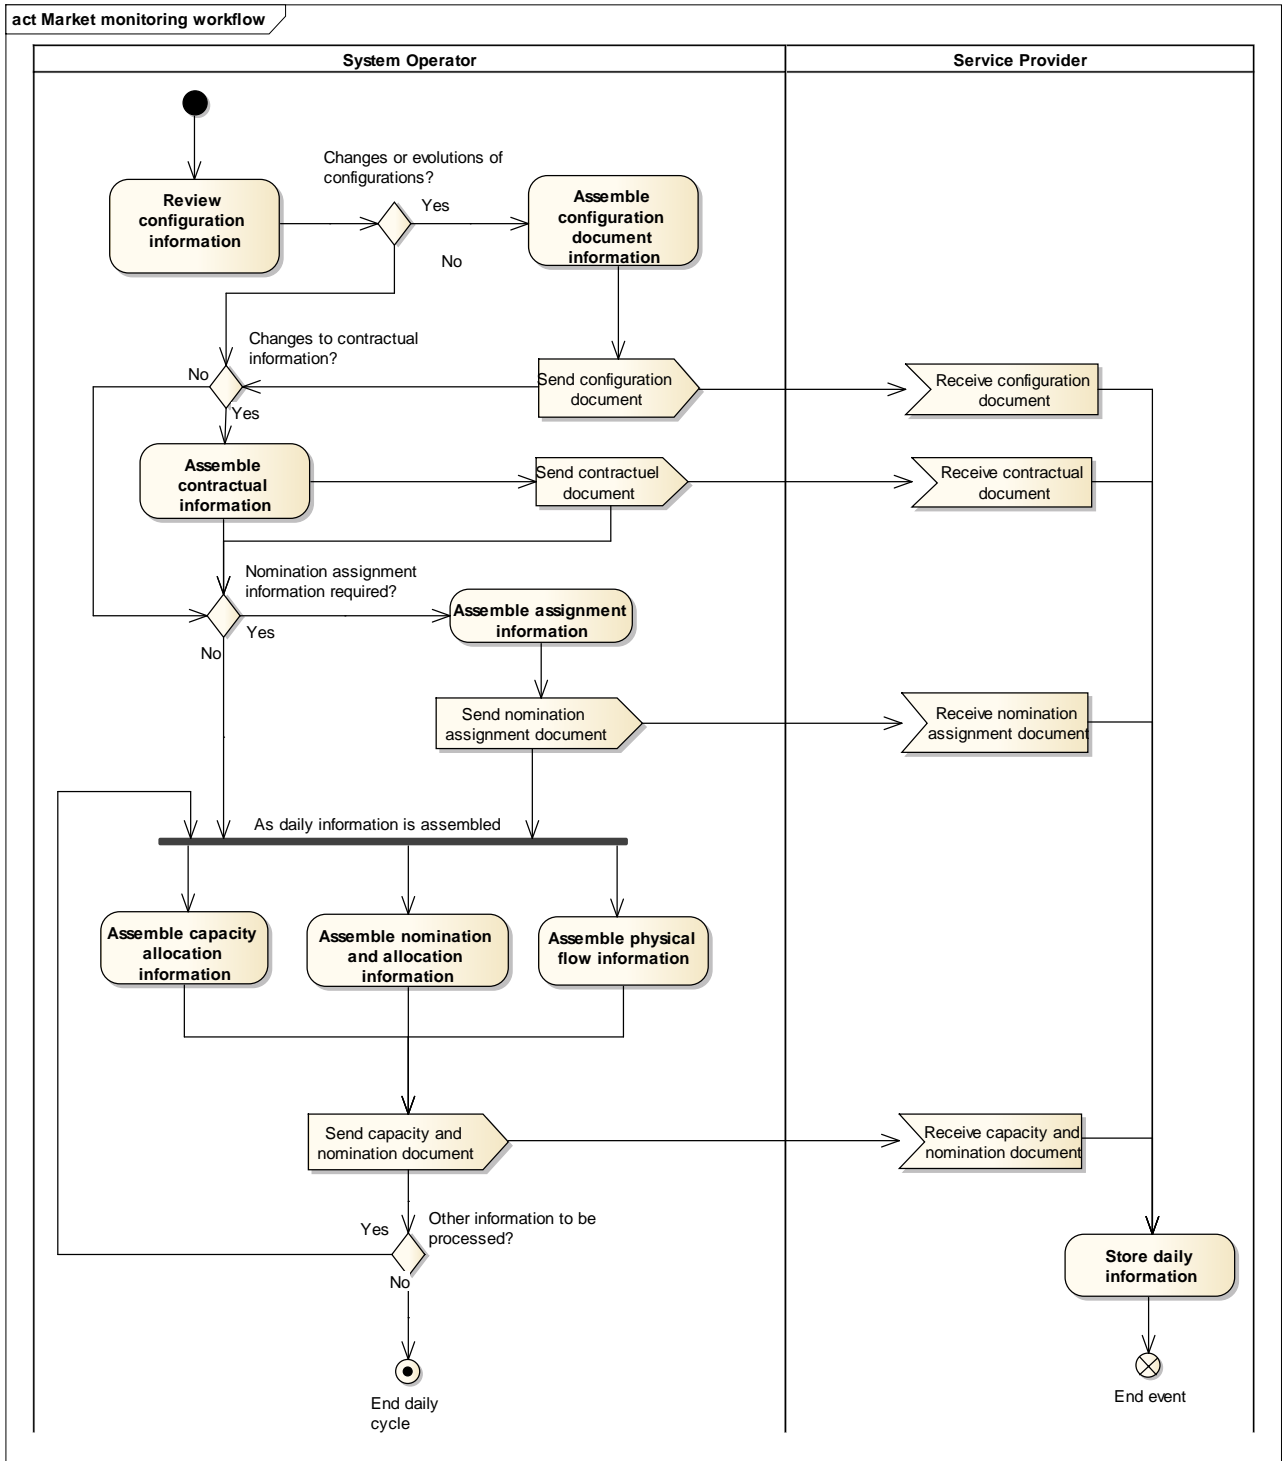 act Market monitoring workflow
System Operator
Service Provider
Changes or evolutions of
configurations?
Review
configuration
information
Yes
No
Assemble
configuration
document
information
Changes to contractual
information?
No
Yes
Send configuration
document
Receive configuration
document
Assemble
contractual
information
Send contractuel
document
Receive contractual
document
Nomination assignment
information required?
Yes
No
Assemble assignment
information
Send nomination
assignment document
Receive nomination
assignment document
As daily information is assembled
Assemble capacity
allocation
information
Assemble nomination
and allocation
information
Assemble physical
flow information
Send capacity and
nomination document
Receive capacity and
nomination document
Yes
Other information to be
processed?
No
Store daily
information
End daily
cycle
End event